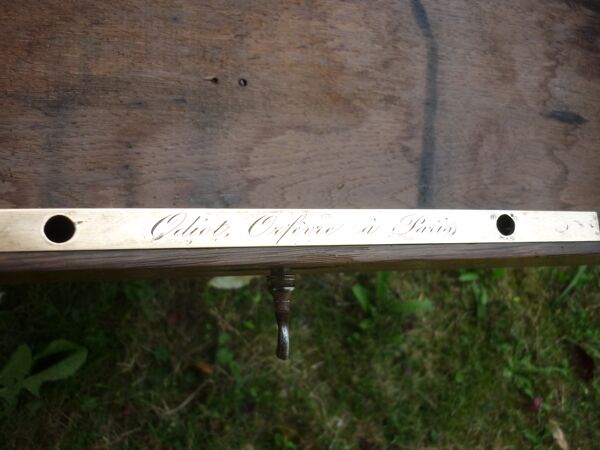 Odiot, Orfèvre à Paris